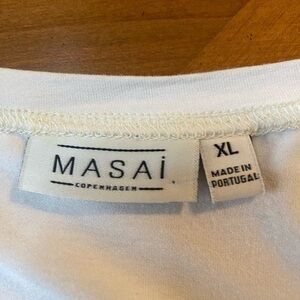 MASAi
COPENHAGEN
XL
MADE IN
PORTUGAL